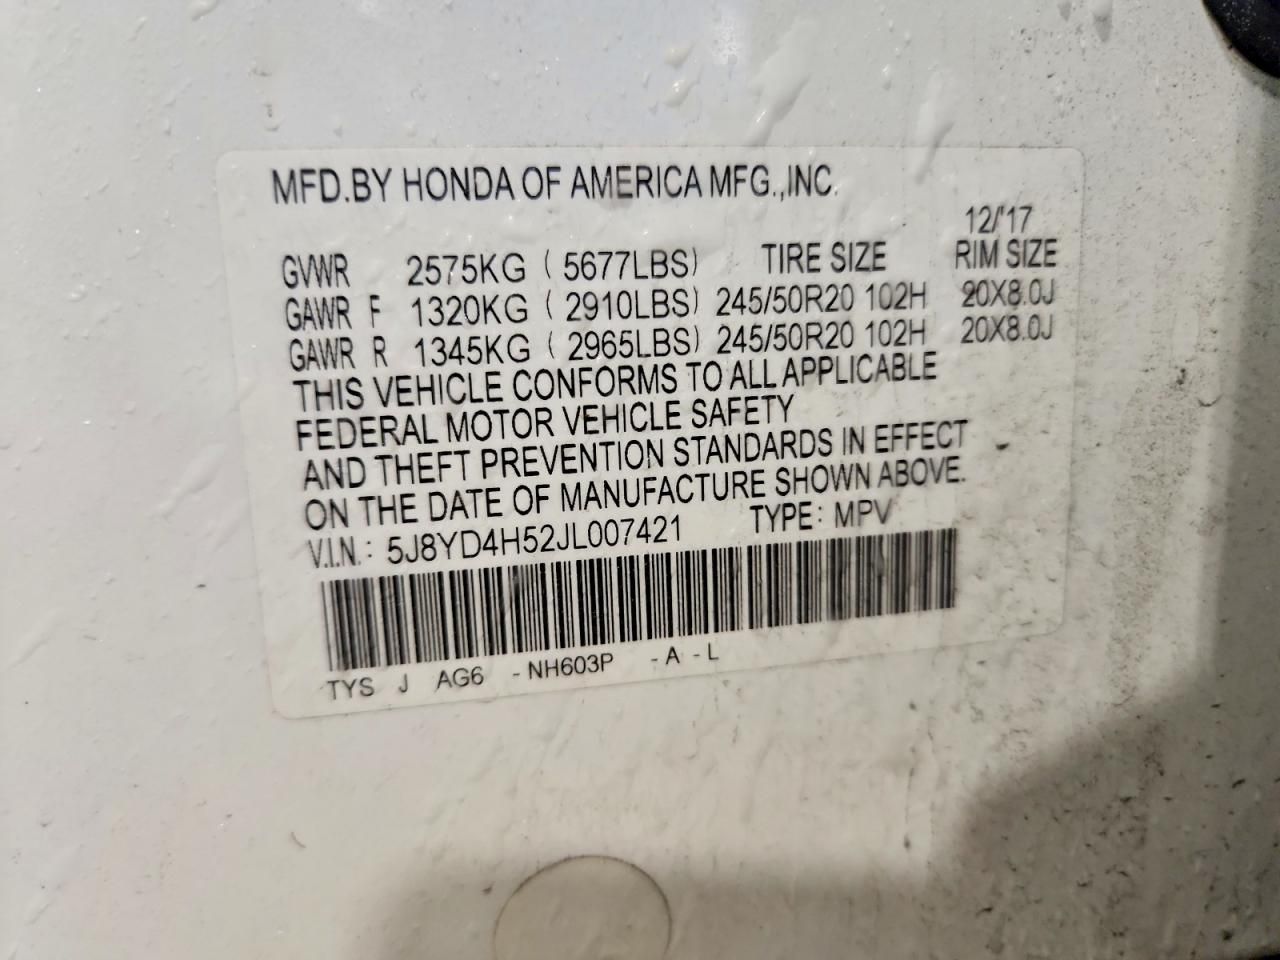 MFD.BY HONDA OF AMERICA MFG.,INC.
12/'17
GVWR 2575KG ( 5677LBS) TIRE SIZE RIM SIZE
GAWR F 1320KG ( 2910LBS) 245/50R20 102H 20X8.0J
GAWR R 1345KG ( 2965LBS) 245/50R20 102H 20X8.0J
THIS VEHICLE CONFORMS TO ALL APPLICABLE
FEDERAL MOTOR VEHICLE SAFETY
AND THEFT PREVENTION STANDARDS IN EFFECT
ON THE DATE OF MANUFACTURE SHOWN ABOVE.
V.I.N.: 5J8YD4H52JL007421 TYPE: MPV
TYS J AG6 -NH603P -A -L